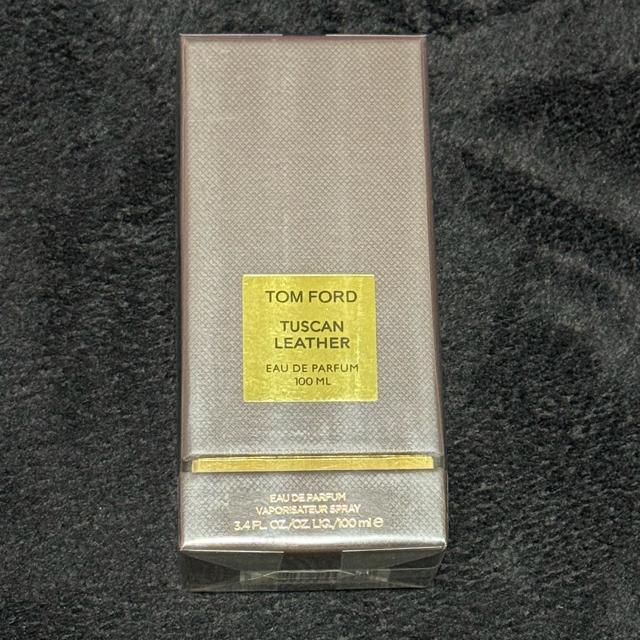 TOM FORD
TUSCAN
LEATHER
EAU DE PARFUM
100 ML
EAU DE PARFUM
VAPORISATEUR SPRAY
3.4 FL. OZ./OZ. LIQ./100 ml ℮